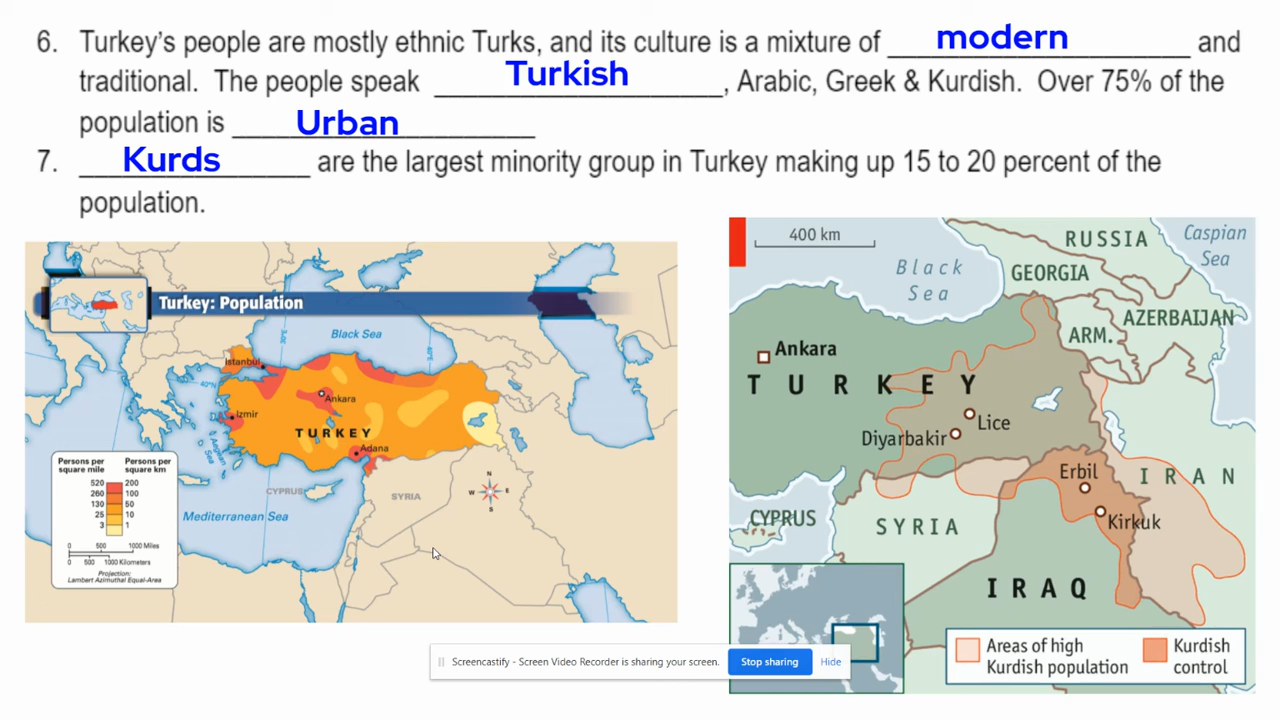 6. Turkey's people are mostly ethnic Turks, and its culture is a mixture of modern and
traditional. The people speak Turkish, Arabic, Greek & Kurdish. Over 75% of the
population is Urban
7. Kurds are the largest minority group in Turkey making up 15 to 20 percent of the
population.
Turkey: Population
Black Sea
30°E
40°E
40°N
Istanbul
Ankara
Izmir
TURKEY
Adana
Aegean
Sea
CYPRUS
SYRIA
Mediterranean Sea
N
W E
S
Persons per square mile
Persons per square km
520 200
260 100
130 50
25 10
3 1
0 500 1000 Miles
0 500 1000 Kilometers
Projection:
Lambert Azimuthal Equal-Area
400 km
Black
Sea
RUSSIA
Caspian
Sea
GEORGIA
AZERBAIJAN
ARM.
Ankara
TURKEY
Lice
Diyarbakir
Erbil
IRAN
CYPRUS
SYRIA
Kirkuk
IRAQ
Areas of high
Kurdish population
Kurdish
control
Screencastify - Screen Video Recorder is sharing your screen.
Stop sharing
Hide